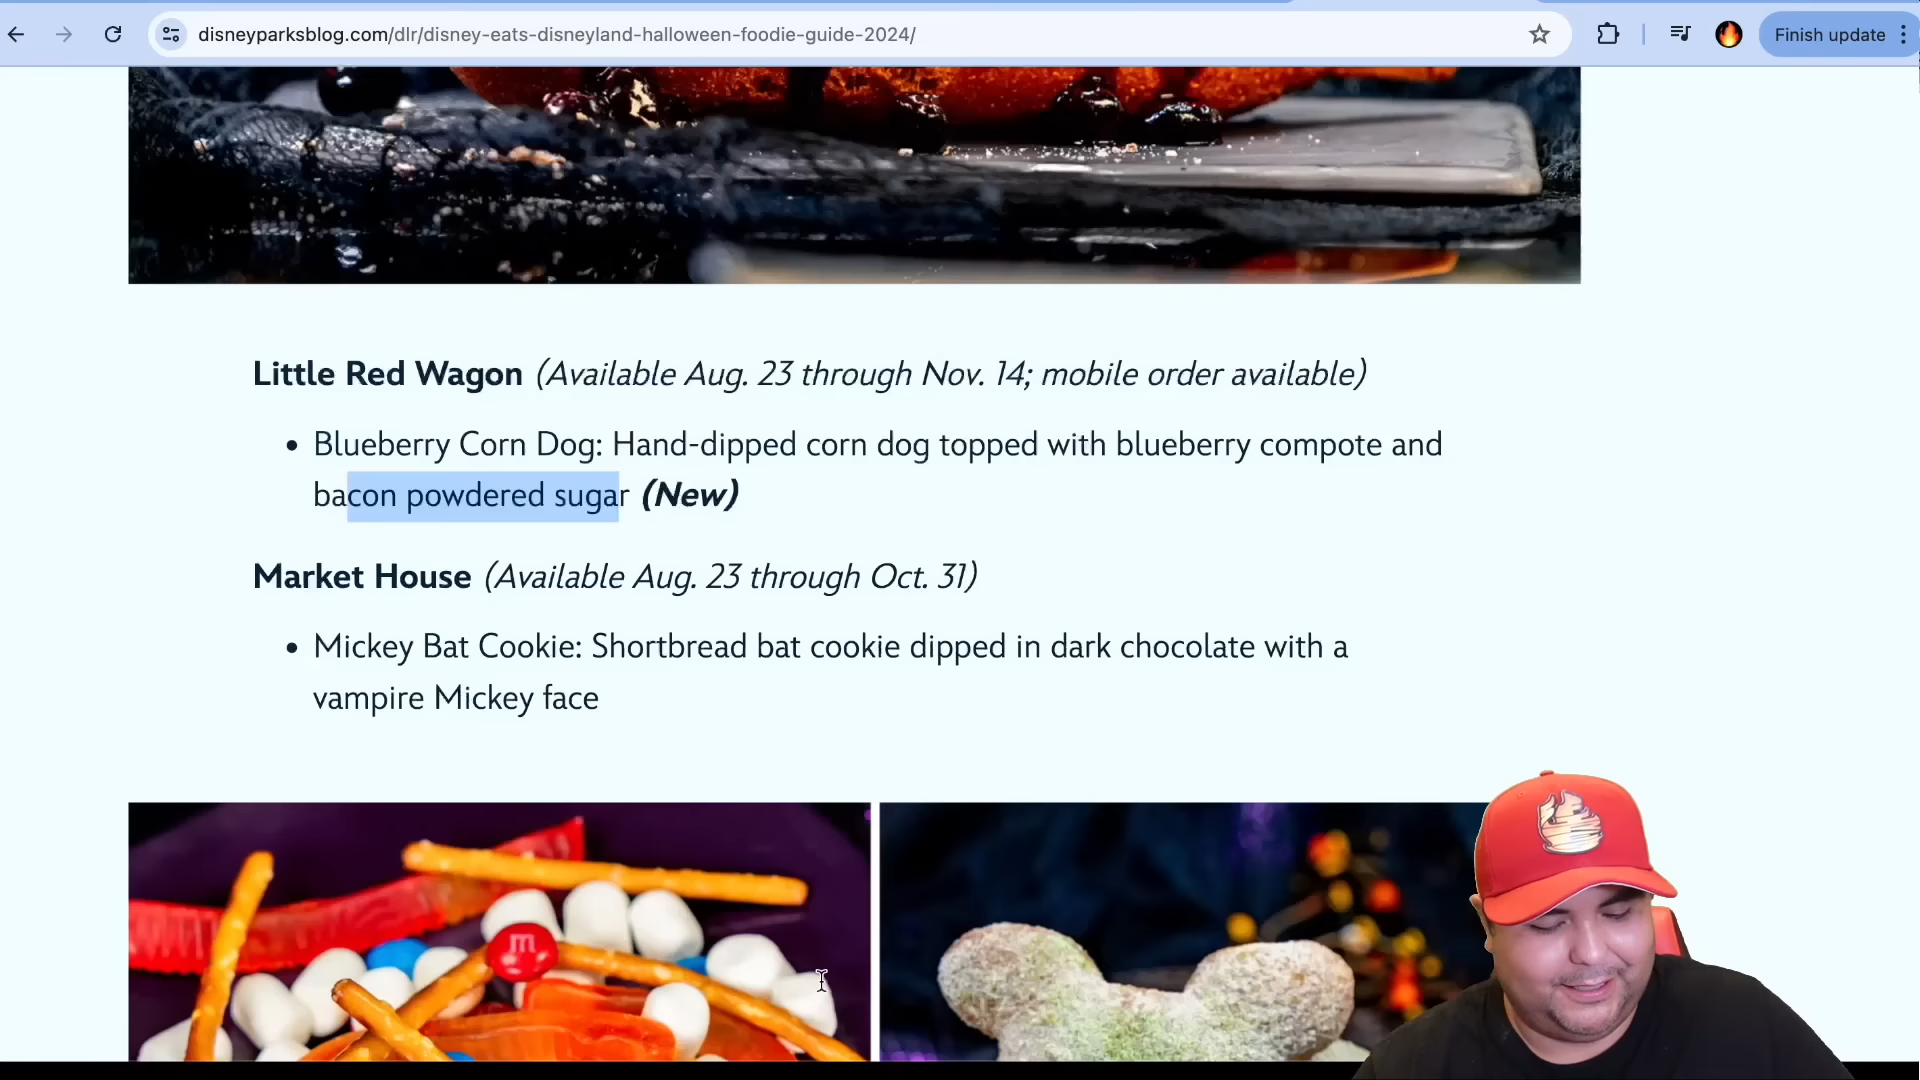 disneyparksblog.com/dlr/disney-eats-disneyland-halloween-foodie-guide-2024/
Finish update
Little Red Wagon (Available Aug. 23 through Nov. 14; mobile order available)
• Blueberry Corn Dog: Hand-dipped corn dog topped with blueberry compote and
bacon powdered sugar (New)
Market House (Available Aug. 23 through Oct. 31)
• Mickey Bat Cookie: Shortbread bat cookie dipped in dark chocolate with a
vampire Mickey face
m